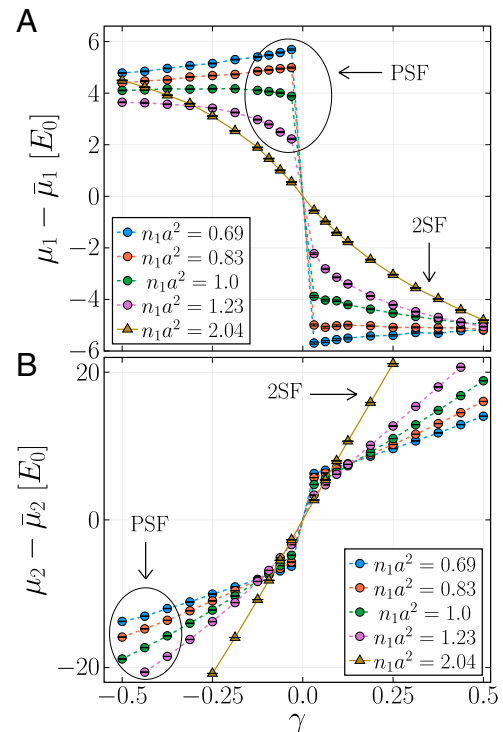 A
μ₁ − μ̄₁ [E₀]
6
4
2
0
−2
−4
−6
PSF
2SF
n₁a² = 0.69
n₁a² = 0.83
n₁a² = 1.0
n₁a² = 1.23
n₁a² = 2.04
B
μ₂ − μ̄₂ [E₀]
20
0
−20
2SF
PSF
n₁a² = 0.69
n₁a² = 0.83
n₁a² = 1.0
n₁a² = 1.23
n₁a² = 2.04
−0.5 −0.25 0.0 0.25 0.5
γ